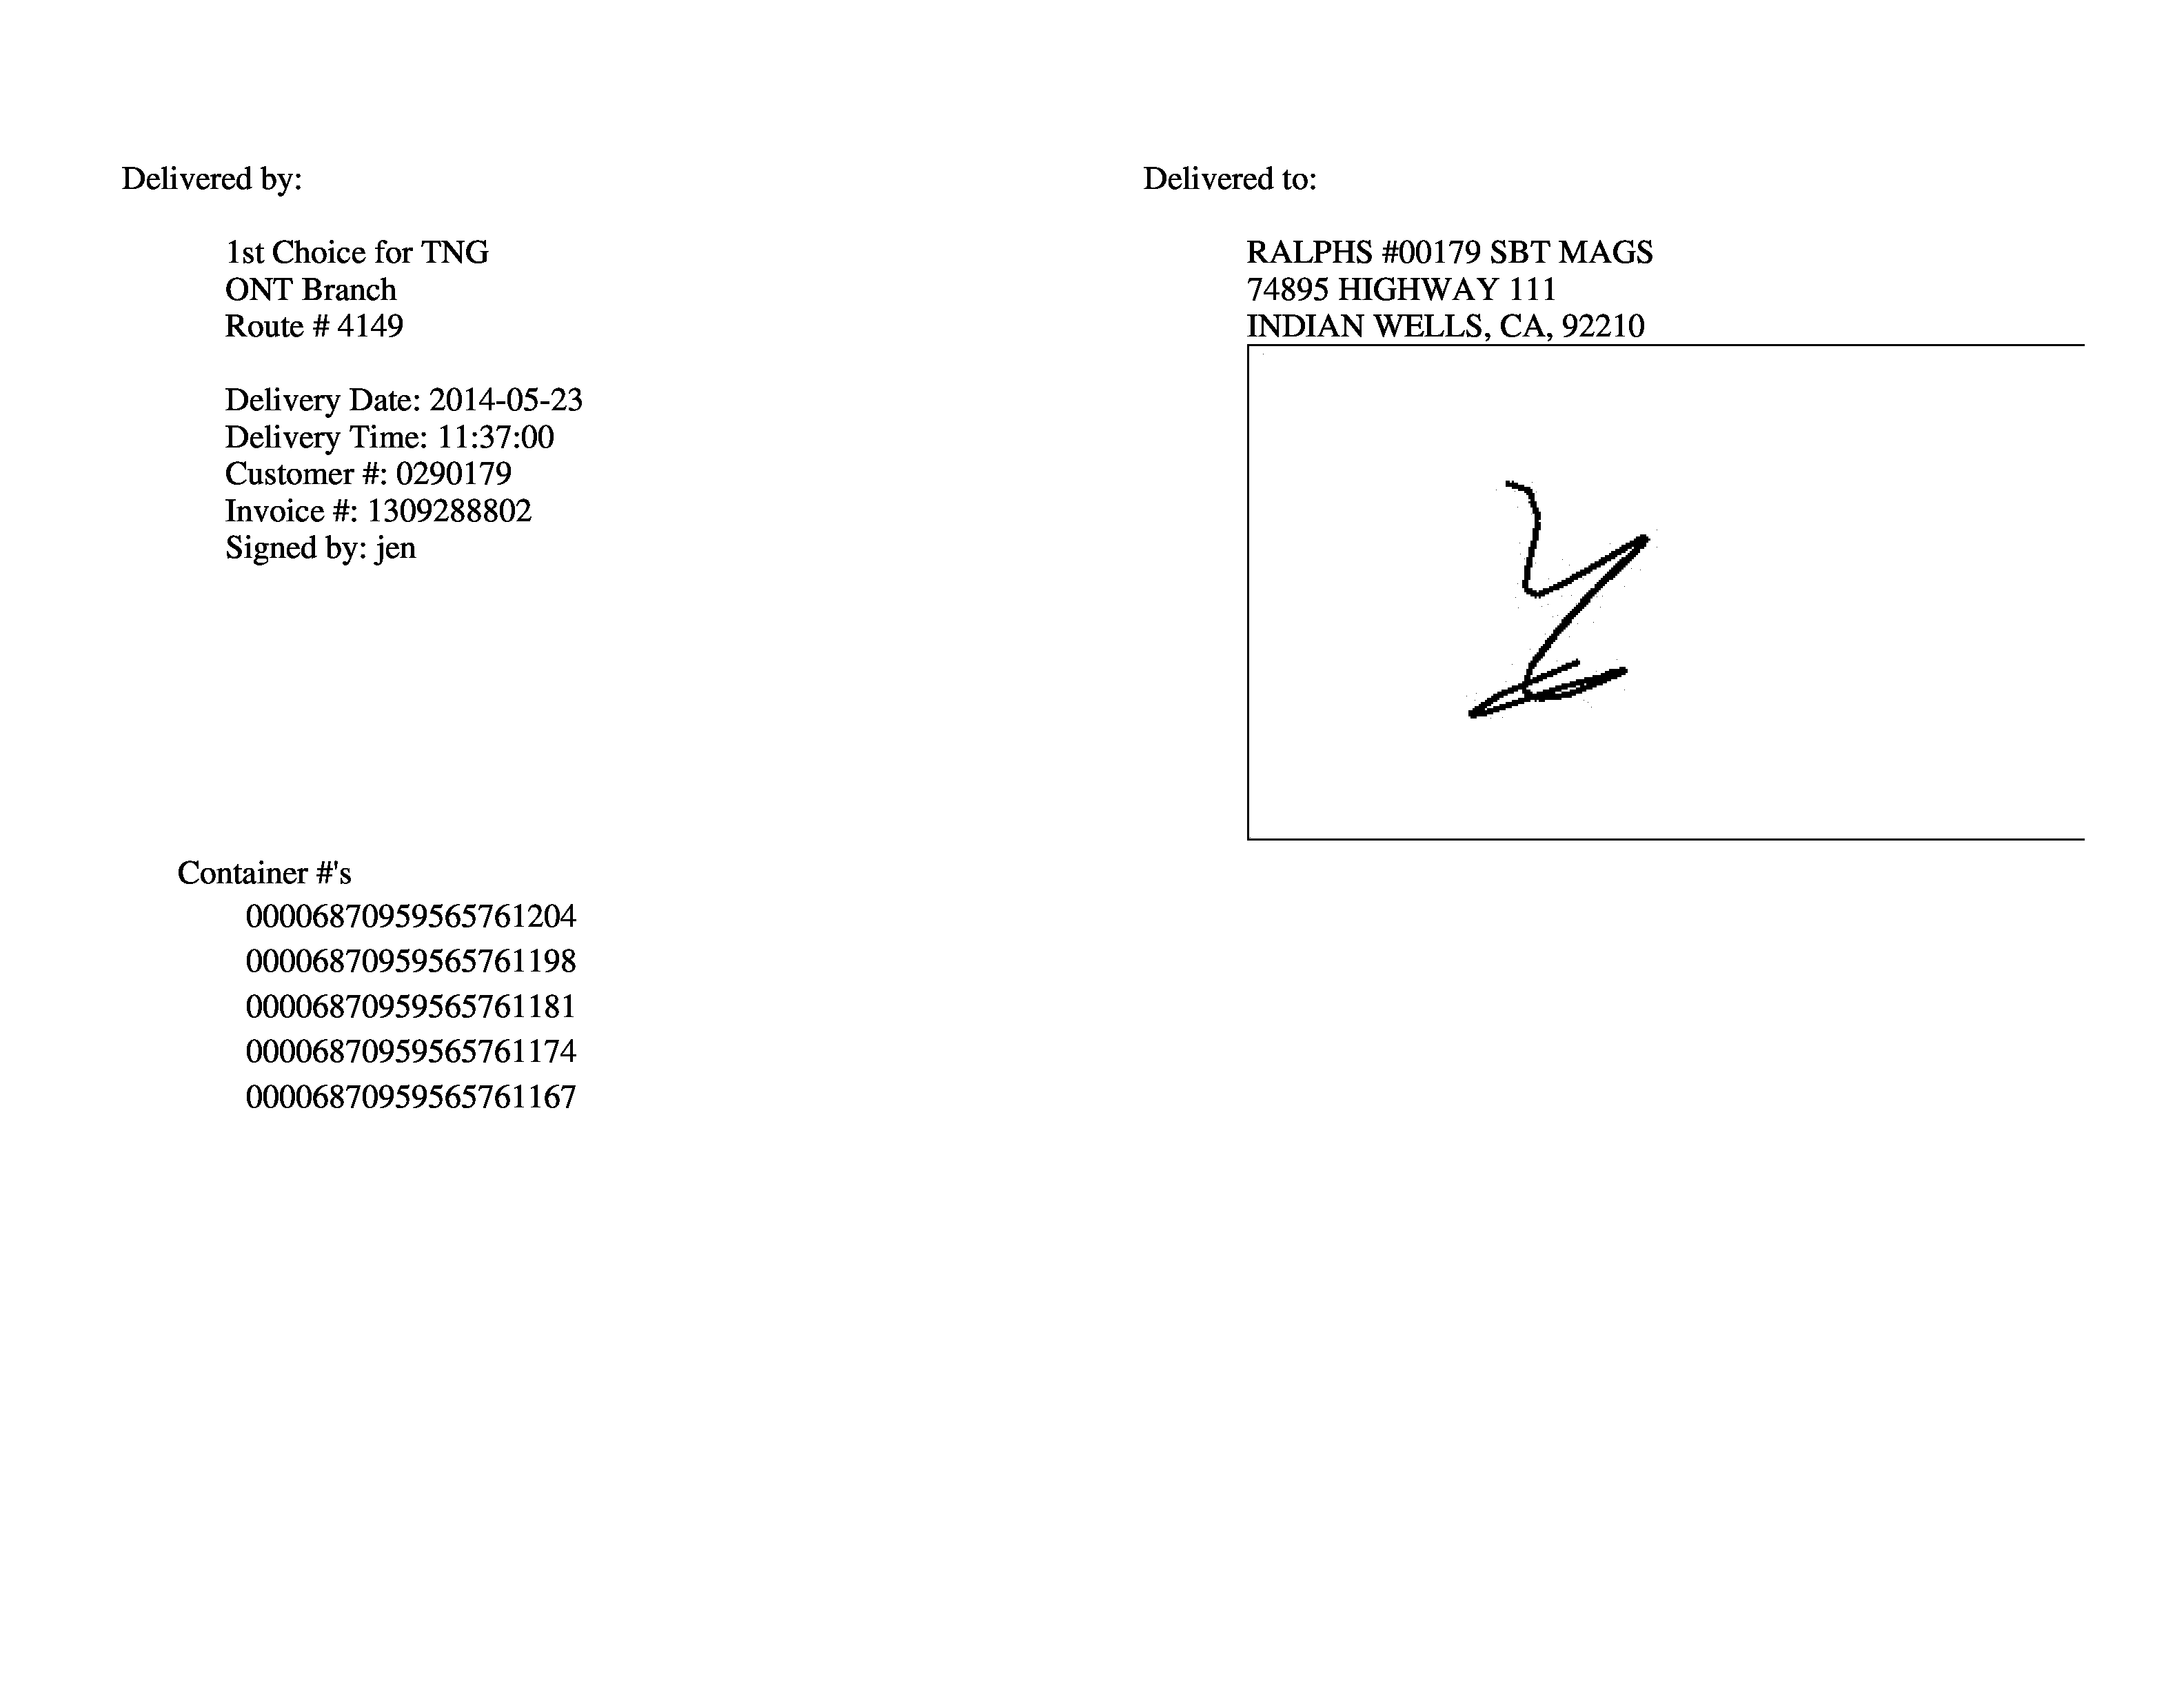 Delivered by:
1st Choice for TNG
ONT Branch
Route # 4149
Delivery Date: 2014-05-23
Delivery Time: 11:37:00
Customer #: 0290179
Invoice #: 1309288802
Signed by: jen
Delivered to:
RALPHS #00179 SBT MAGS
74895 HIGHWAY 111
INDIAN WELLS, CA, 92210
Container #'s
00006870959565761204
00006870959565761198
00006870959565761181
00006870959565761174
00006870959565761167